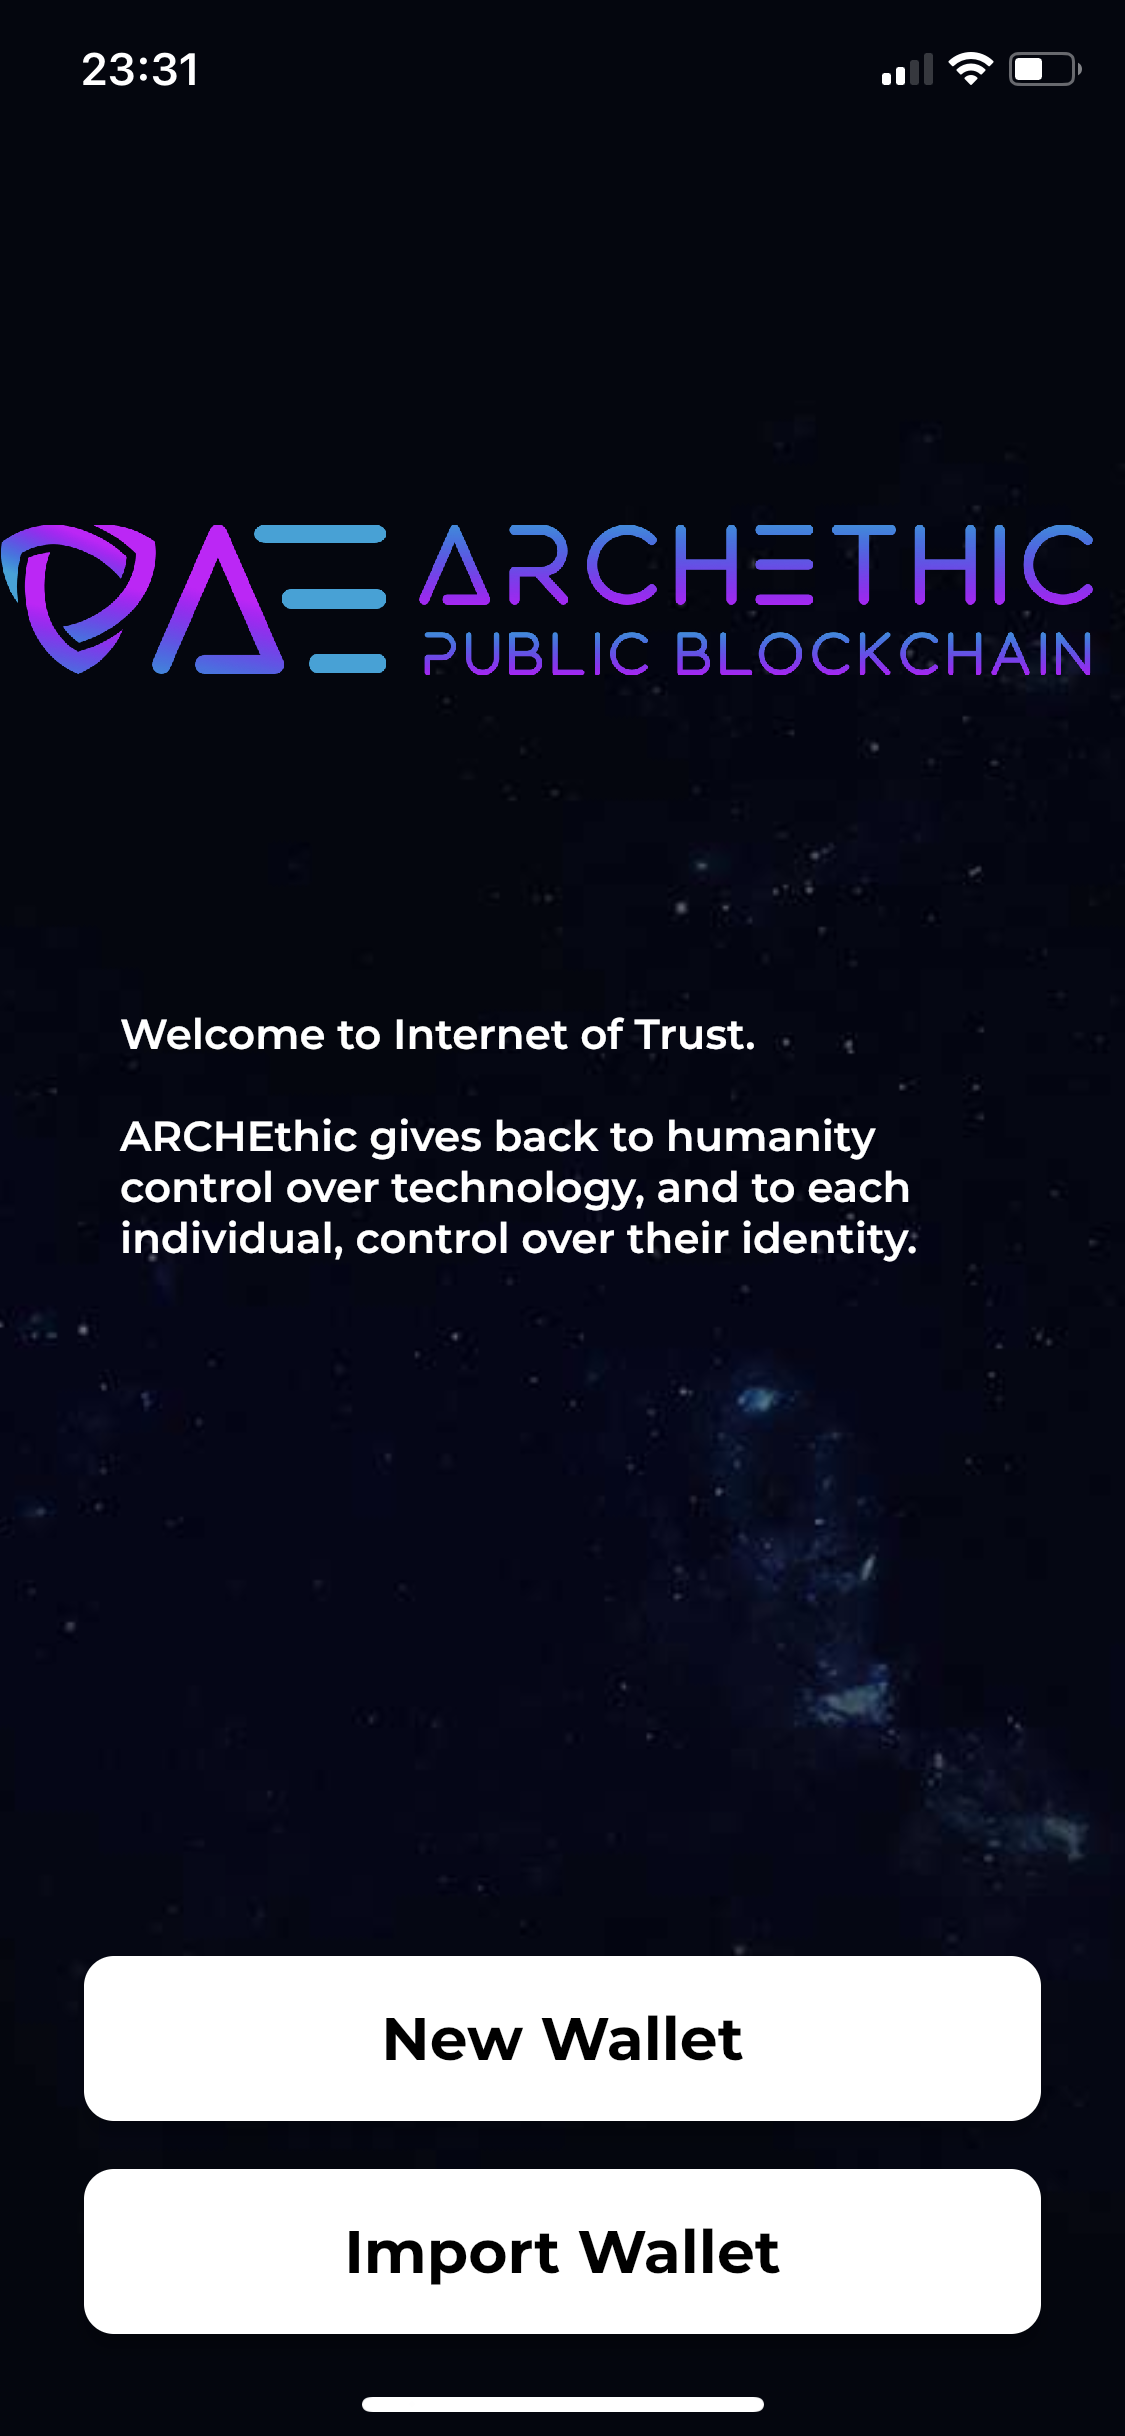 23:31
AE ARCHETHIC
PUBLIC BLOCKCHAIN
Welcome to Internet of Trust.
ARCHEthic gives back to humanity
control over technology, and to each
individual, control over their identity.
New Wallet
Import Wallet